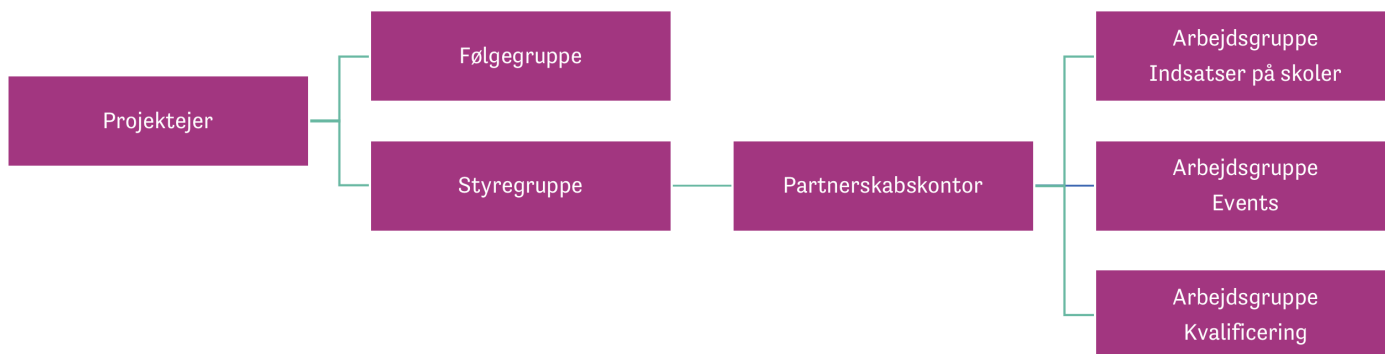 Projektejer
Følgegruppe
Styregruppe
Partnerskabskontor
Arbejdsgruppe
Indsatser på skoler
Arbejdsgruppe
Events
Arbejdsgruppe
Kvalificering